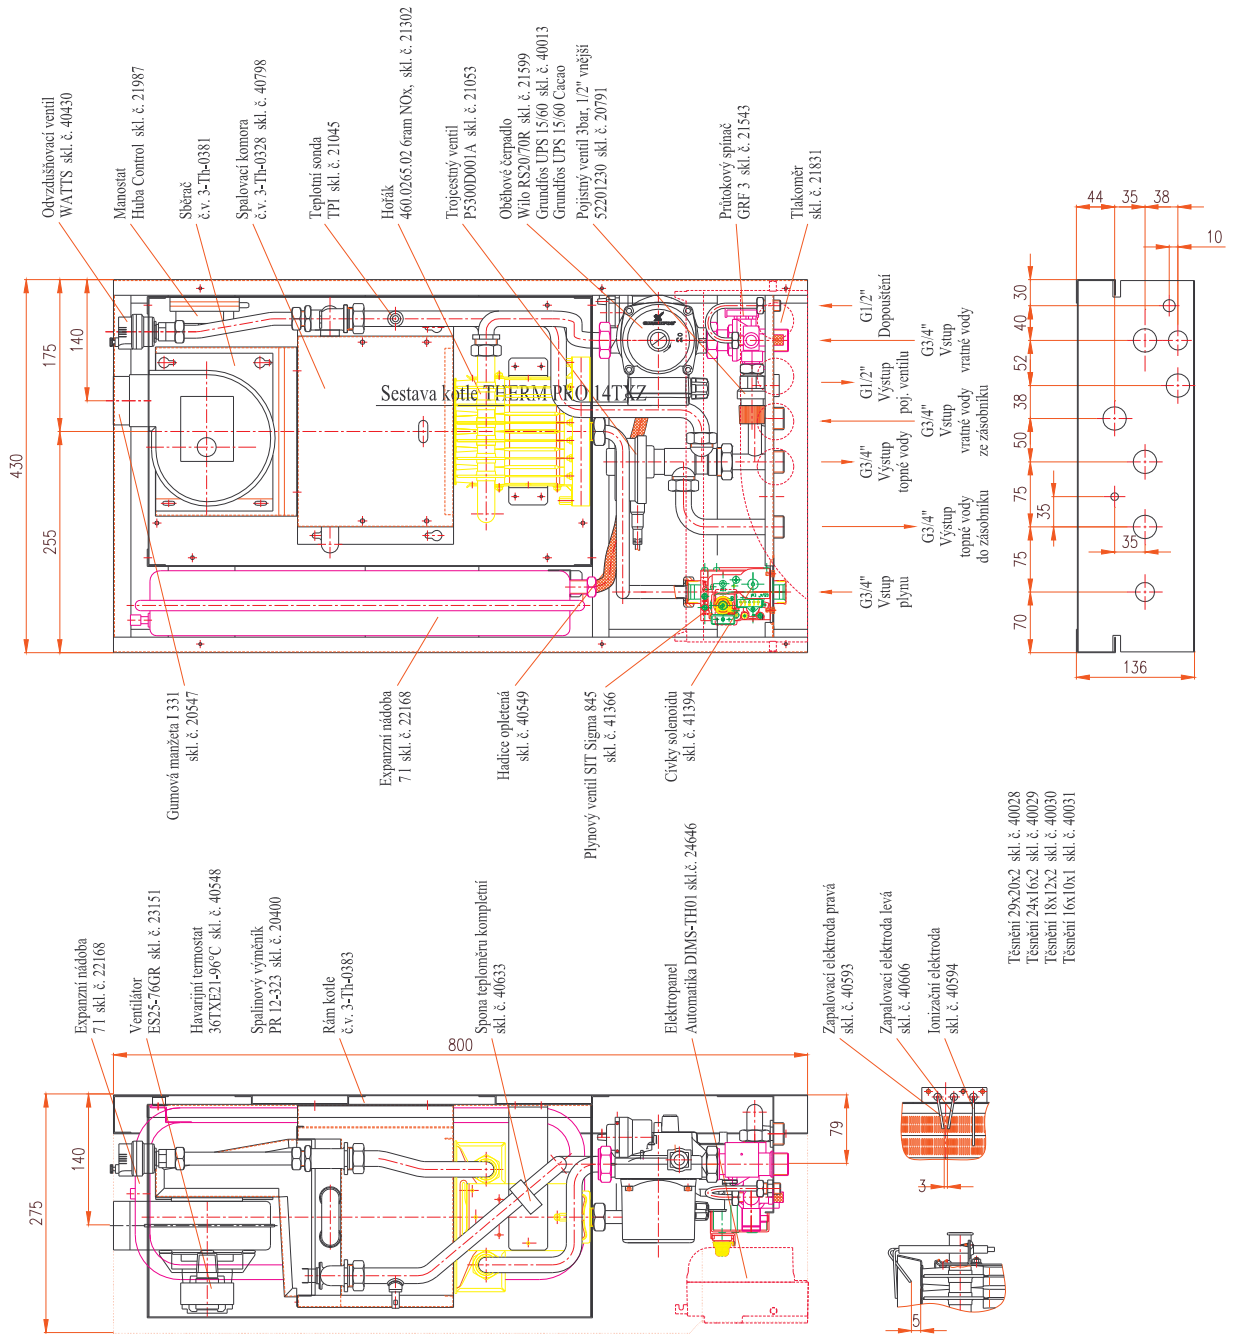 Odvzdušňovací ventil
WATTS skl. č. 40430
Manostat
Huba Control skl. č. 21987
Sběrač
č.v. 3-Th-0381
Spalovací komora
č.v. 3-Th-0328 skl. č. 40798
Teplotní sonda
TPI skl. č. 21045
Hořák
460.0265.02 6ram NOx, skl. č. 21302
Trojcestný ventil
P5300D001A skl. č. 21053
Oběhové čerpadlo
Wilo RS20/70R skl. č. 21599
Grundfos UPS 15/60 skl. č. 40013
Grundfos UPS 15/60 Cacao
Pojistný ventil 3bar, 1/2" vnější
52201230 skl. č. 20791
Průtokový spínač
GRF 3 skl. č. 21543
Tlakoměr
skl. č. 21831
430
175
255
140
Sestava kotle THERM PRO 14TXZ
G1/2"
Dopouštění
G3/4"
Vstup
vratné vody
G1/2"
Výstup
poj. ventilu
G3/4"
Vstup
vratné vody
ze zásobníku
G3/4"
Výstup
topné vody
G3/4"
Výstup
topné vody
do zásobníku
G3/4"
Vstup
plynu
44
35
38
10
30
40
52
38
50
75
35
35
75
70
136
Gumová manžeta I 331
skl. č. 20547
Expanzní nádoba
7 l skl. č. 22168
Hadice opletená
skl. č. 40549
Plynový ventil SIT Sigma 845
skl. č. 41366
Cívky solenoidu
skl. č. 41394
Expanzní nádoba
7 l skl. č. 22168
Ventilátor
ES25-76GR skl. č. 23151
Havarijní termostat
36TXE21-96°C skl. č. 40548
Spalinový výměník
PR 12-323 skl. č. 20400
Rám kotle
č.v. 3-Th-0383
Spona teploměru kompletní
skl. č. 40633
Elektropanel
Automatika DIMS-TH01 skl.č. 24646
Zapalovací elektroda pravá
skl. č. 40593
Zapalovací elektroda levá
skl. č. 40606
Ionizační elektroda
skl. č. 40594
Těsnění 29x20x2 skl. č. 40028
Těsnění 24x16x2 skl. č. 40029
Těsnění 18x12x2 skl. č. 40030
Těsnění 16x10x1 skl. č. 40031
800
275
140
79
3
5